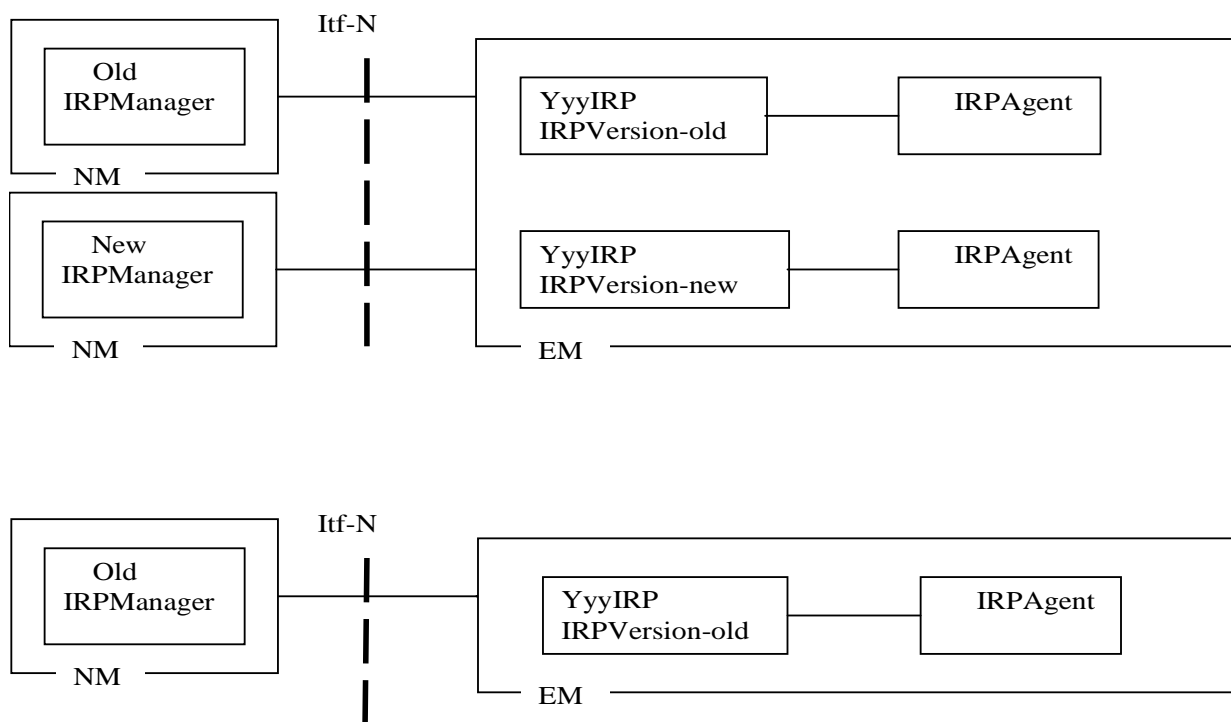 Itf-N
Old
IRPManager
NM
YyyIRP
IRPVersion-old
IRPAgent
New
IRPManager
NM
YyyIRP
IRPVersion-new
IRPAgent
EM
Itf-N
Old
IRPManager
NM
YyyIRP
IRPVersion-old
IRPAgent
EM